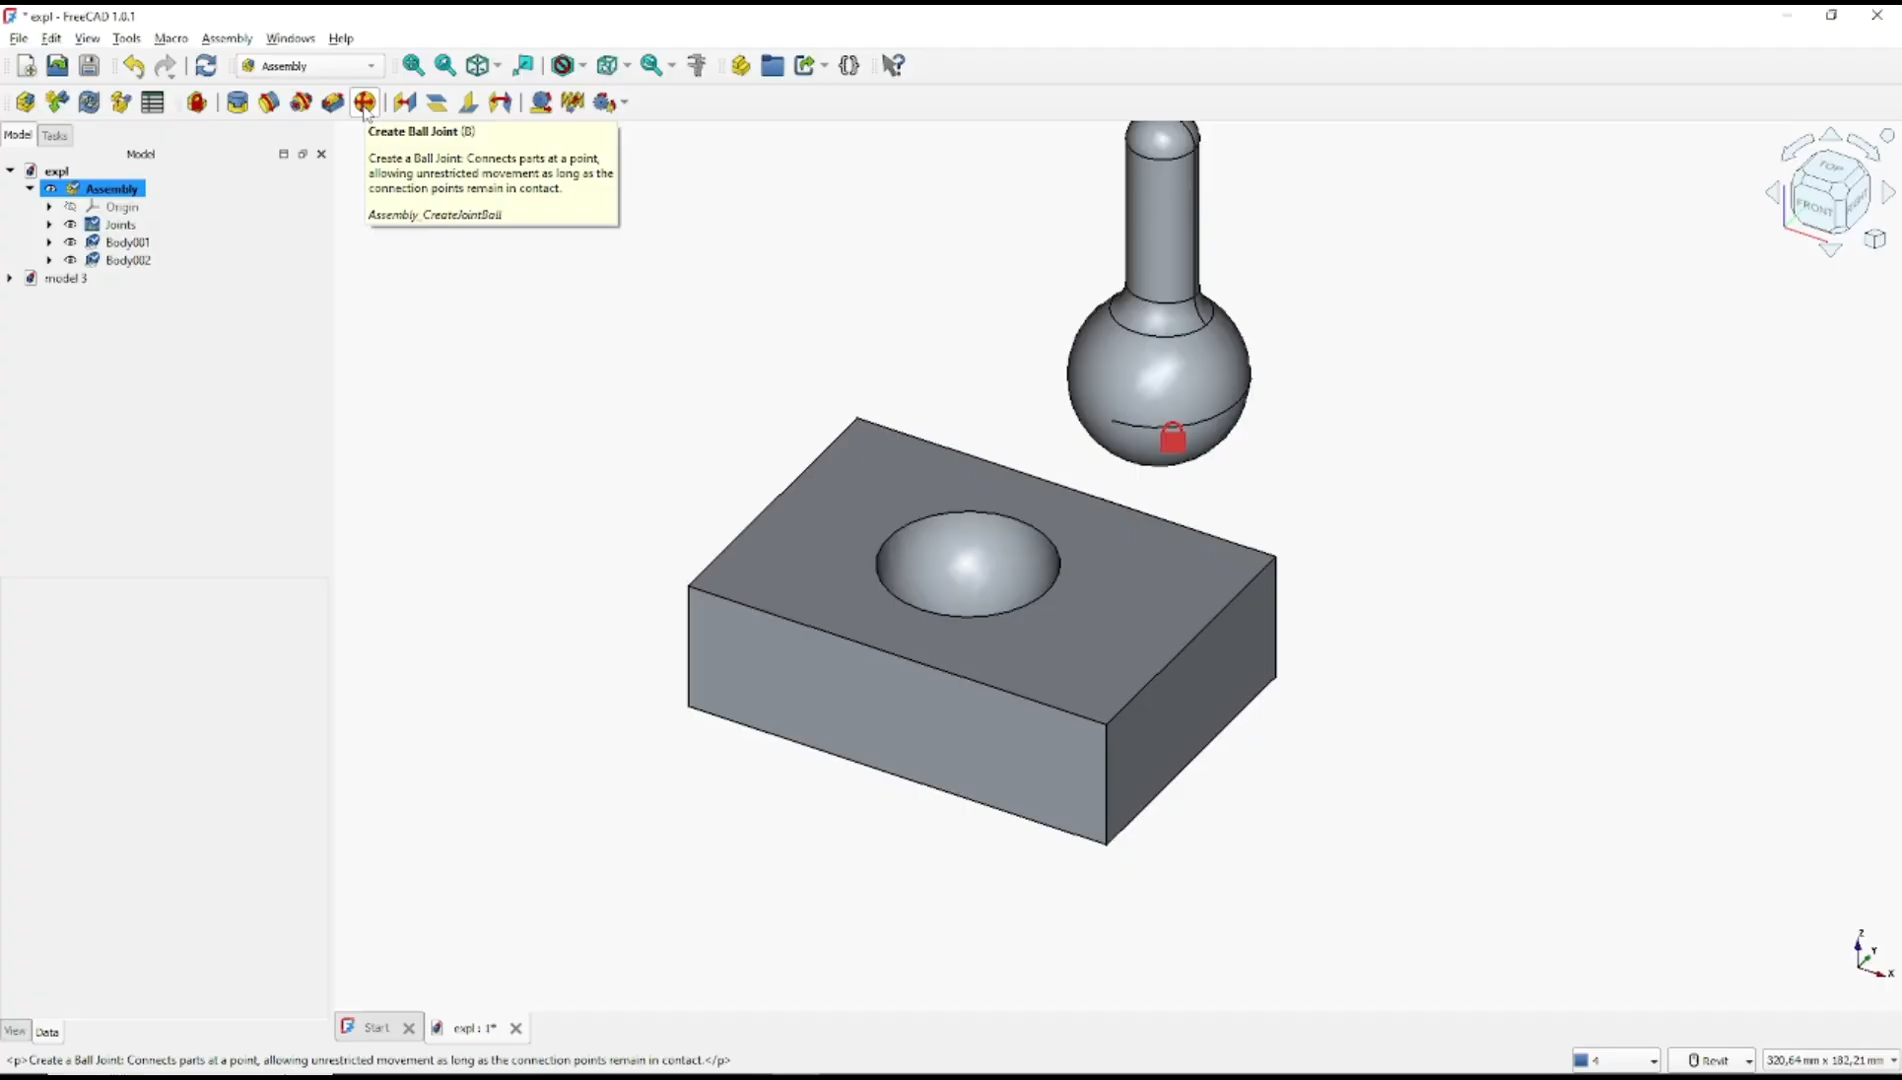 * expl - FreeCAD 1.0.1
File Edit View Tools Macro Assembly Windows Help
Assembly
Model Tasks
Create Ball Joint (B)
Create a Ball Joint: Connects parts at a point,
allowing unrestricted movement as long as the
connection points remain in contact.
Assembly_CreateJointBall
Model
expl
Assembly
Origin
Joints
Body001
Body002
model 3
TOP
FRONT
RIGHT
Z
Y
X
Start
expl : 1*
View Data
<p>Create a Ball Joint: Connects parts at a point, allowing unrestricted movement as long as the connection points remain in contact.</p>
4
Revit
320,64 mm x 182,21 mm